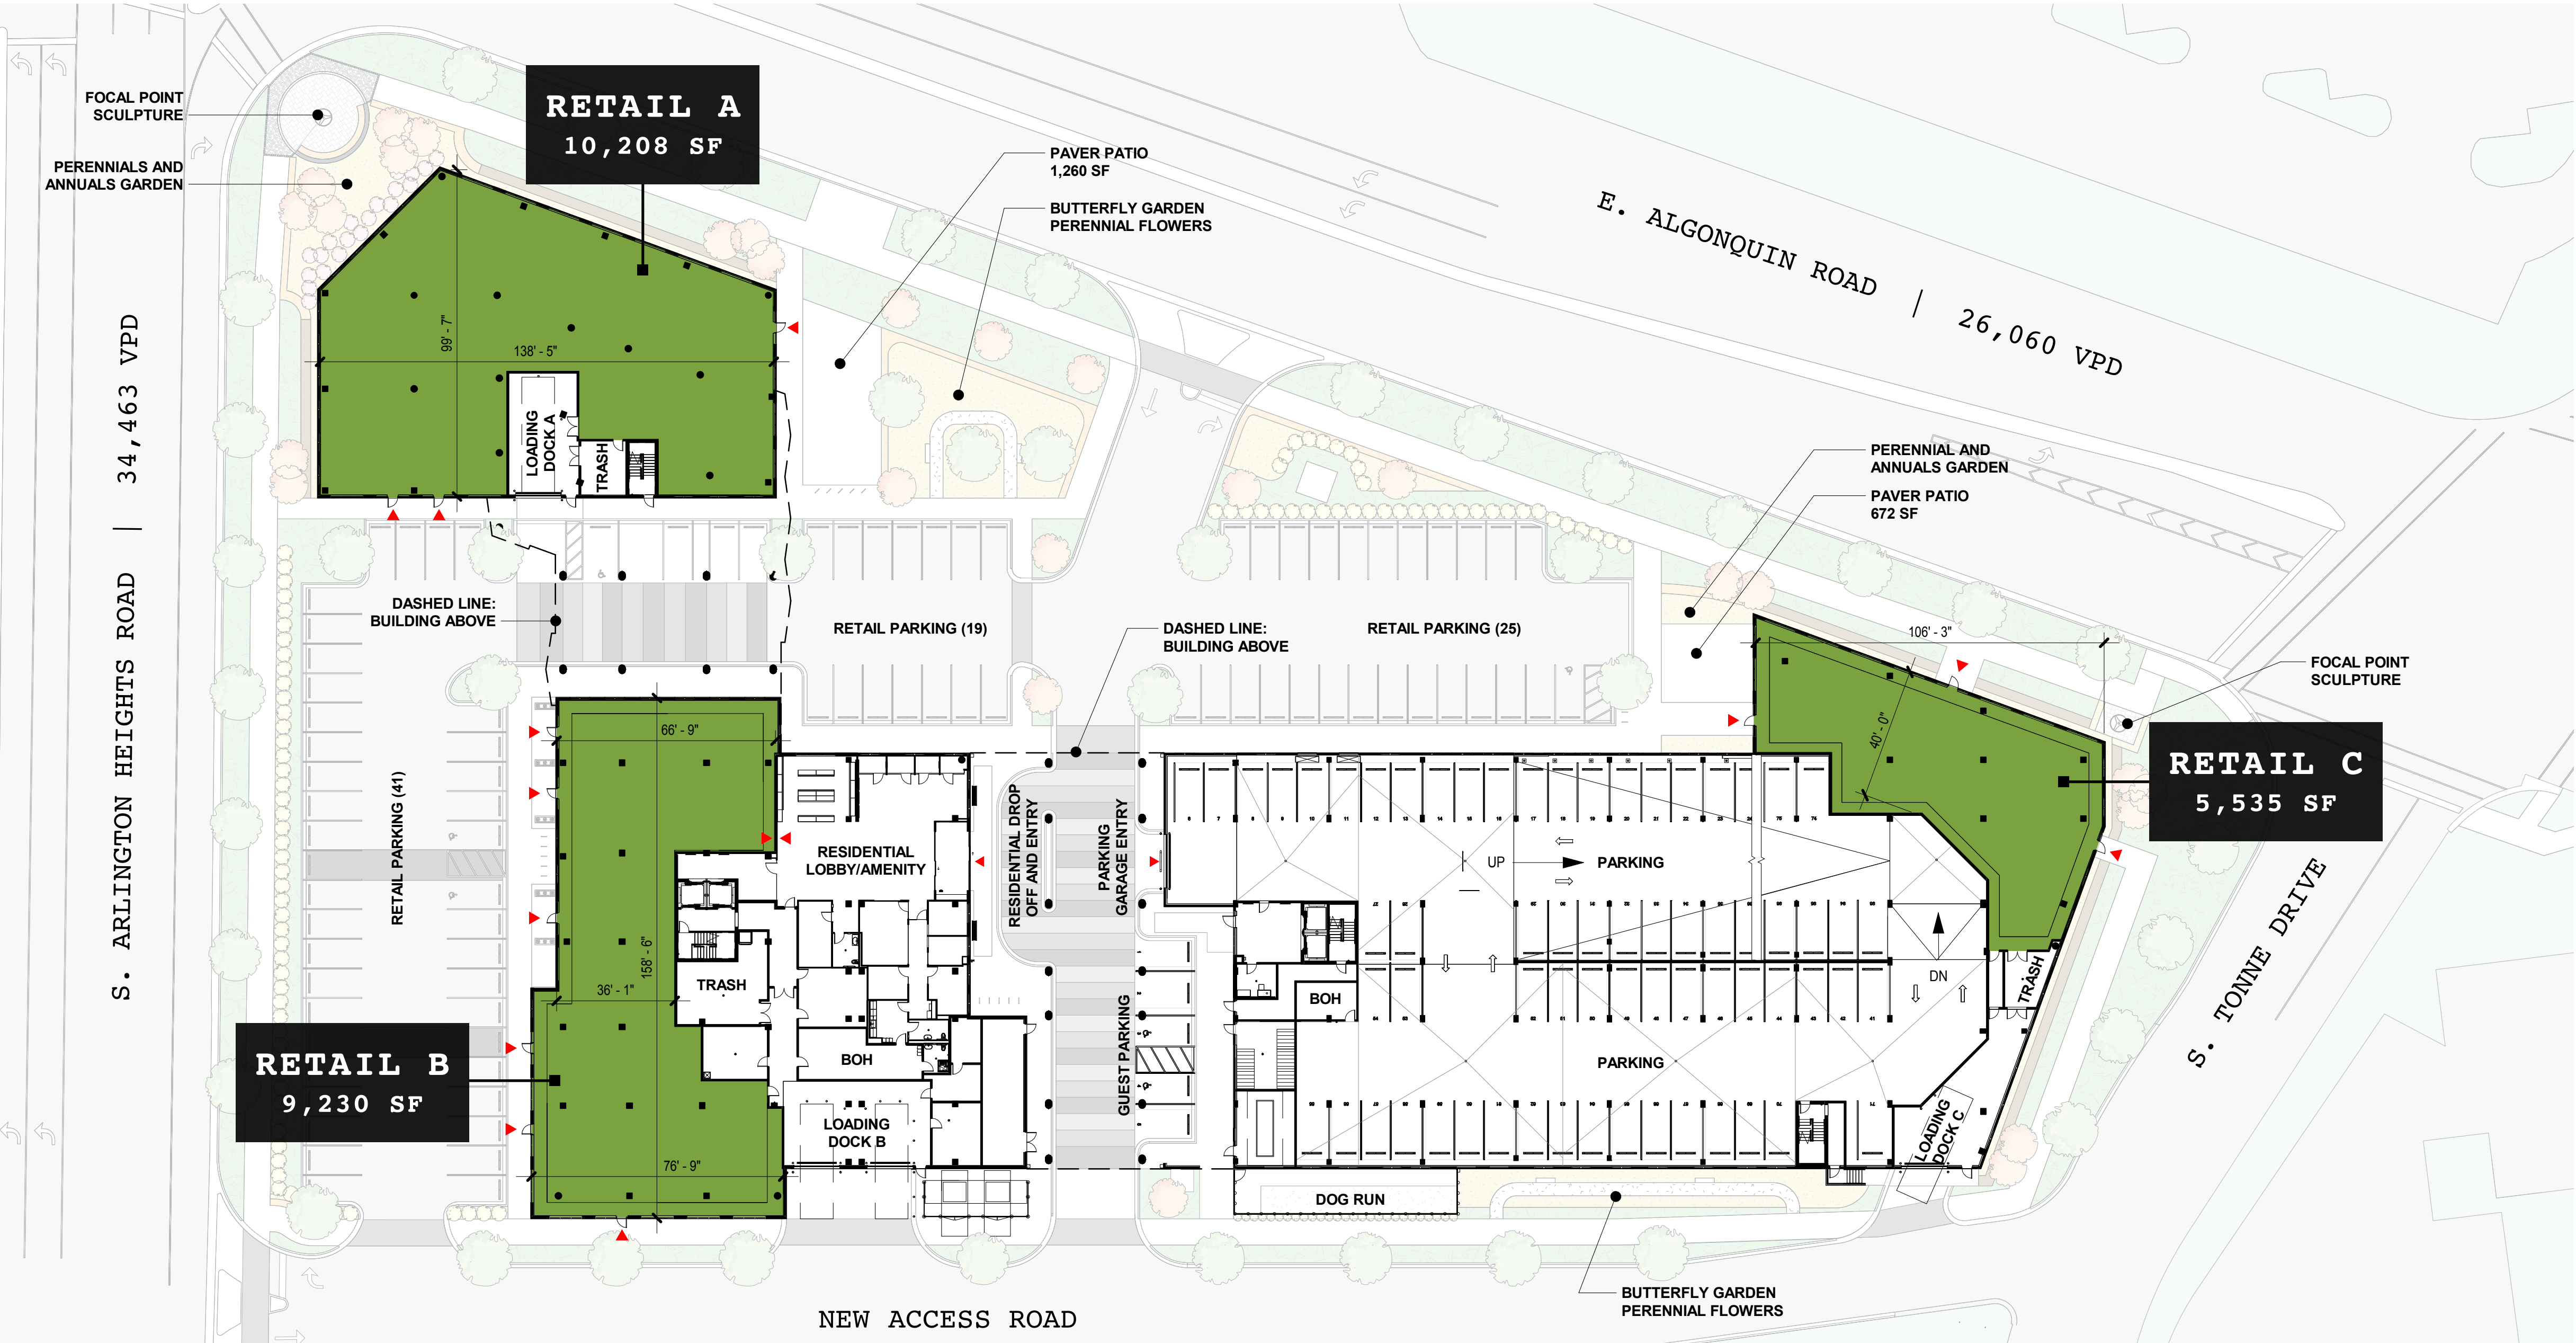 FOCAL POINT
SCULPTURE
PERENNIALS AND
ANNUALS GARDEN
RETAIL A
10,208 SF
PAVER PATIO
1,260 SF
BUTTERFLY GARDEN
PERENNIAL FLOWERS
E. ALGONQUIN ROAD | 26,060 VPD
S. ARLINGTON HEIGHTS ROAD | 34,463 VPD
99' - 7"
138' - 5"
LOADING
DOCK A
TRASH
PERENNIAL AND
ANNUALS GARDEN
PAVER PATIO
672 SF
DASHED LINE:
BUILDING ABOVE
RETAIL PARKING (19)
DASHED LINE:
BUILDING ABOVE
RETAIL PARKING (25)
106' - 3"
40' - 0"
FOCAL POINT
SCULPTURE
RETAIL C
5,535 SF
66' - 9"
RETAIL PARKING (41)
RESIDENTIAL
LOBBY/AMENITY
RESIDENTIAL DROP
OFF AND ENTRY
PARKING
GARAGE ENTRY
UP
PARKING
158' - 6"
36' - 1"
TRASH
BOH
DN
TRASH
S. TONNE DRIVE
RETAIL B
9,230 SF
BOH
GUEST PARKING
PARKING
LOADING
DOCK B
LOADING
DOCK C
76' - 9"
DOG RUN
BUTTERFLY GARDEN
PERENNIAL FLOWERS
NEW ACCESS ROAD